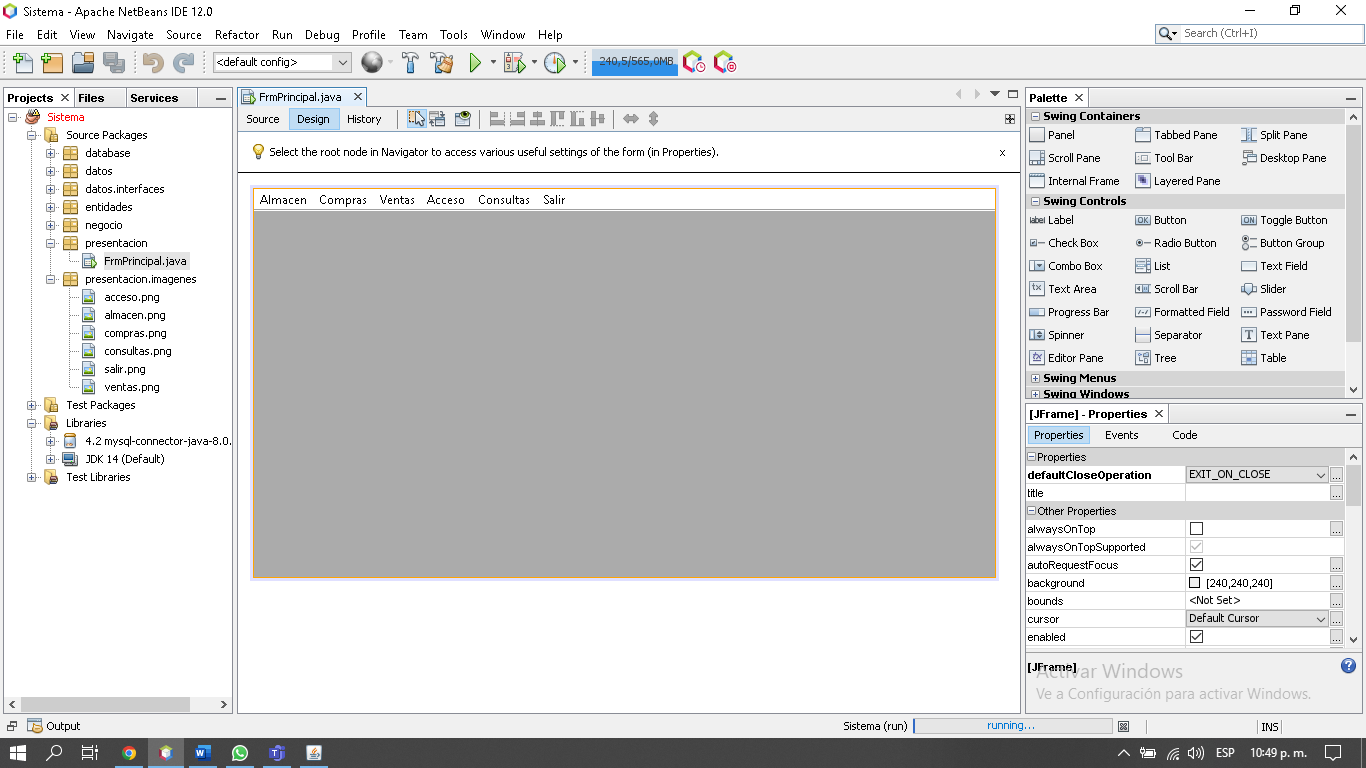 Sistema - Apache NetBeans IDE 12.0
File Edit View Navigate Source Refactor Run Debug Profile Team Tools Window Help
Search (Ctrl+I)
<default config>
240,5/565,0MB
Projects Files Services
Sistema
Source Packages
database
datos
datos.interfaces
entidades
negocio
presentacion
FrmPrincipal.java
presentacion.imagenes
acceso.png
almacen.png
compras.png
consultas.png
salir.png
ventas.png
Test Packages
Libraries
4.2 mysql-connector-java-8.0.
JDK 14 (Default)
Test Libraries
FrmPrincipal.java
Source Design History
Select the root node in Navigator to access various useful settings of the form (in Properties).
x
Almacen Compras Ventas Acceso Consultas Salir
Palette
Swing Containers
Panel Tabbed Pane Split Pane
Scroll Pane Tool Bar Desktop Pane
Internal Frame Layered Pane
Swing Controls
label Label OK Button ON Toggle Button
Check Box Radio Button Button Group
Combo Box List Text Field
Text Area Scroll Bar Slider
Progress Bar Formatted Field Password Field
Spinner Separator Text Pane
Editor Pane Tree Table
Swing Menus
Swing Windows
[JFrame] - Properties
Properties Events Code
Properties
defaultCloseOperation EXIT_ON_CLOSE ...
title ...
Other Properties
alwaysOnTop ...
alwaysOnTopSupported
autoRequestFocus ...
background [240,240,240] ...
bounds <Not Set> ...
cursor Default Cursor ...
enabled ...
[JFrame]
Activar Windows
Ve a Configuración para activar Windows.
Output
Sistema (run) running... INS
ESP 10:49 p. m.